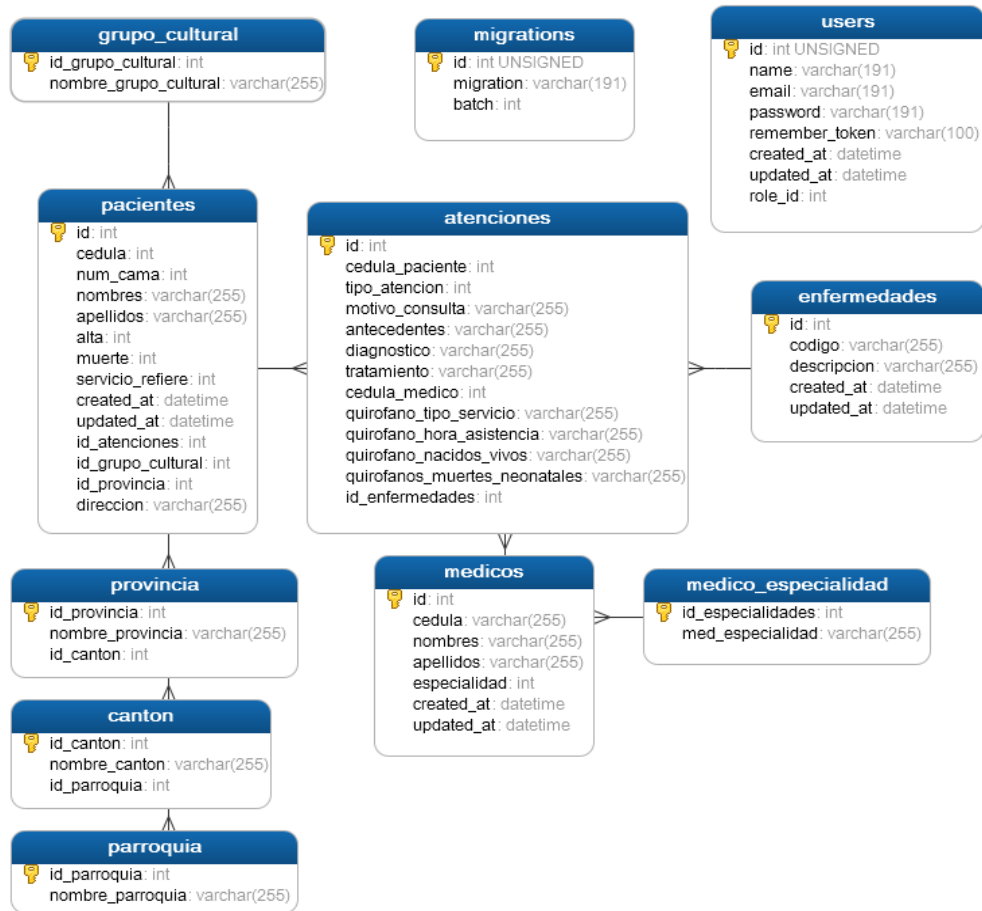 grupo_cultural
id_grupo_cultural: int
nombre_grupo_cultural: varchar(255)
migrations
id: int UNSIGNED
migration: varchar(191)
batch: int
users
id: int UNSIGNED
name: varchar(191)
email: varchar(191)
password: varchar(191)
remember_token: varchar(100)
created_at: datetime
updated_at: datetime
role_id: int
pacientes
id: int
cedula: int
num_cama: int
nombres: varchar(255)
apellidos: varchar(255)
alta: int
muerte: int
servicio_refiere: int
created_at: datetime
updated_at: datetime
id_atenciones: int
id_grupo_cultural: int
id_provincia: int
direccion: varchar(255)
atenciones
id: int
cedula_paciente: int
tipo_atencion: int
motivo_consulta: varchar(255)
antecedentes: varchar(255)
diagnostico: varchar(255)
tratamiento: varchar(255)
cedula_medico: int
quirofano_tipo_servicio: varchar(255)
quirofano_hora_asistencia: varchar(255)
quirofano_nacidos_vivos: varchar(255)
quirofanos_muertes_neonatales: varchar(255)
id_enfermedades: int
enfermedades
id: int
codigo: varchar(255)
descripcion: varchar(255)
created_at: datetime
updated_at: datetime
provincia
id_provincia: int
nombre_provincia: varchar(255)
id_canton: int
medicos
id: int
cedula: varchar(255)
nombres: varchar(255)
apellidos: varchar(255)
especialidad: int
created_at: datetime
updated_at: datetime
medico_especialidad
id_especialidades: int
med_especialidad: varchar(255)
canton
id_canton: int
nombre_canton: varchar(255)
id_parroquia: int
parroquia
id_parroquia: int
nombre_parroquia: varchar(255)